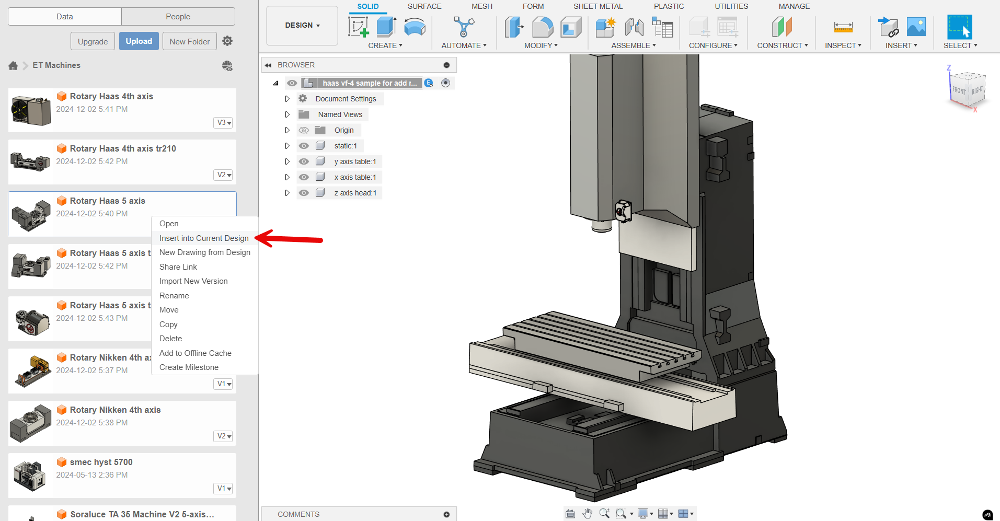 Data
People
Upgrade
Upload
New Folder
ET Machines
Rotary Haas 4th axis
2024-12-02 5:41 PM
V3
Rotary Haas 4th axis tr210
2024-12-02 5:42 PM
V2
Rotary Haas 5 axis
2024-12-02 5:40 PM
Rotary Haas 5 axis t
2024-12-02 5:42 PM
Rotary Haas 5 axis t
2024-12-02 5:43 PM
Rotary Nikken 4th ax
2024-12-02 5:37 PM
V1
Rotary Nikken 4th axis
2024-12-02 5:38 PM
V2
smec hyst 5700
2024-05-13 2:36 PM
V1
Soraluce TA 35 Machine V2 5-axis...
Open
Insert into Current Design
New Drawing from Design
Share Link
Import New Version
Rename
Move
Copy
Delete
Add to Offline Cache
Create Milestone
DESIGN
SOLID
SURFACE
MESH
FORM
SHEET METAL
PLASTIC
UTILITIES
MANAGE
CREATE
AUTOMATE
MODIFY
ASSEMBLE
CONFIGURE
CONSTRUCT
INSPECT
INSERT
SELECT
BROWSER
haas vf-4 sample for add r...
E
Document Settings
Named Views
Origin
static:1
y axis table:1
x axis table:1
z axis head:1
Z
FRONT
RIGHT
X
COMMENTS